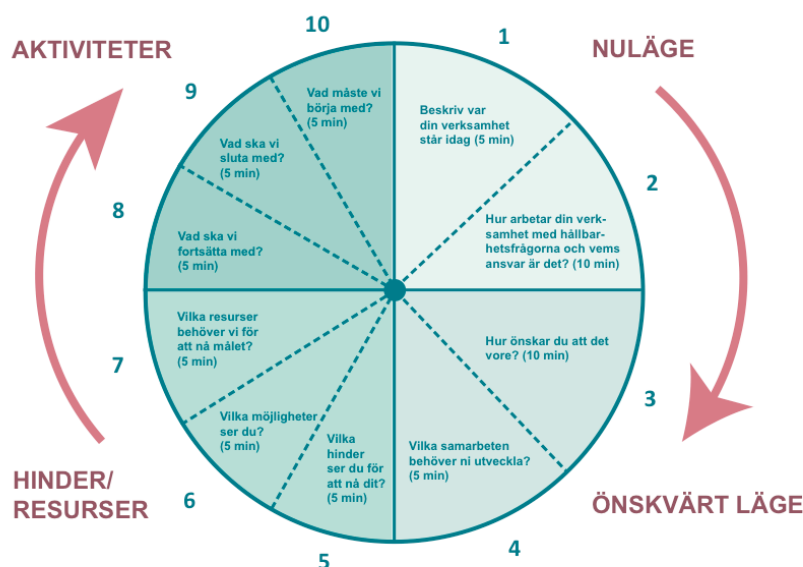 NULÄGE
1
Beskriv var
din verksamhet
står idag (5 min)
2
Hur arbetar din verk-
samhet med hållbar-
hetsfrågorna och vems
ansvar är det? (10 min)
3
Hur önskar du att det
vore? (10 min)
ÖNSKVÄRT LÄGE
4
Vilka samarbeten
behöver ni utveckla?
(5 min)
5
Vilka
hinder
ser du för
att nå dit?
(5 min)
6
Vilka möjligheter
ser du?
(5 min)
HINDER/
RESURSER
7
Vilka resurser
behöver vi för
att nå målet?
(5 min)
8
Vad ska vi
fortsätta med?
(5 min)
9
Vad ska vi
sluta med?
(5 min)
AKTIVITETER
10
Vad måste vi
börja med?
(5 min)